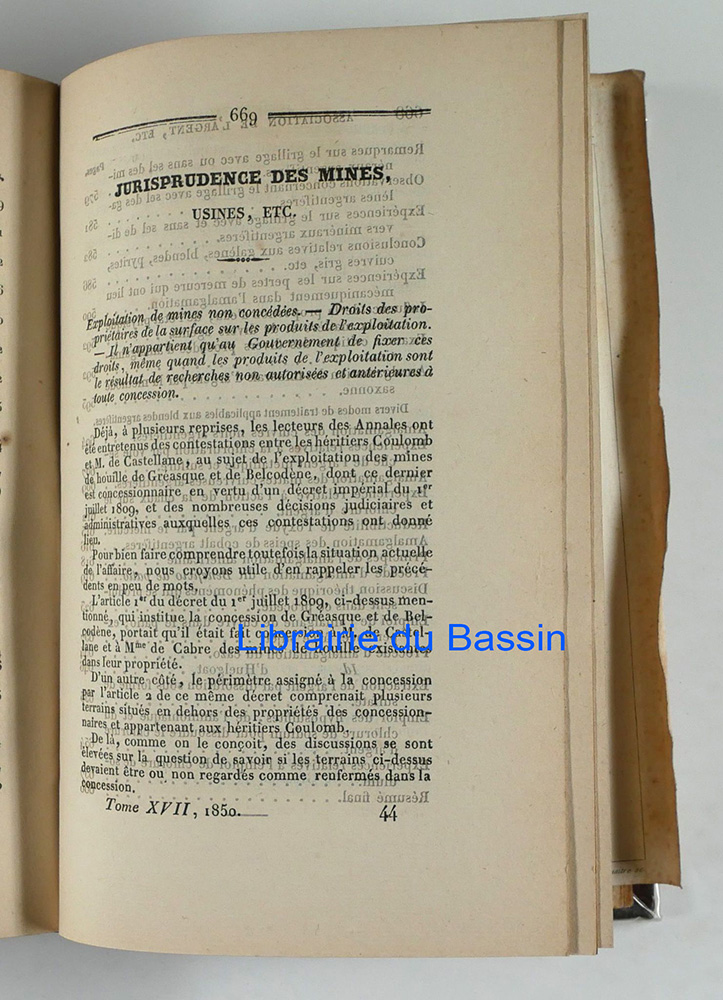 669
JURISPRUDENCE DES MINES,
USINES, ETC.
Exploitation de mines non concédées. — Droits des pro-
priétaires de la surface sur les produits de l'exploitation.
— Il n'appartient qu'au Gouvernement de fixer ces
droits, même quand les produits de l'exploitation sont
le résultat de recherches non autorisées et antérieures à
toute concession.
Déjà, à plusieurs reprises, les lecteurs des Annales ont
été entretenus des contestations entre les héritiers Coulomb
et M. de Castellane, au sujet de l'exploitation des mines
de houille de Gréasque et de Belcodène, dont ce dernier
est concessionnaire en vertu d'un décret impérial du 1er
juillet 1809, et des nombreuses décisions judiciaires et
administratives auxquelles ces contestations ont donné
lieu.
Pour bien faire comprendre toutefois la situation actuelle
de l'affaire, nous croyons utile d'en rappeler les précé-
dents en peu de mots.
L'article 1er du décret du 1er juillet 1809, ci-dessus men-
tionné, qui institue la concession de Gréasque et de Bel-
codène, portait qu'il était fait concession à M. de Castel-
lane et à Mme de Cabre des mines de houille existantes
dans leur propriété.
Librairie du Bassin
D'un autre côté, le périmètre assigné à la concession
par l'article 2 de ce même décret comprenait plusieurs
terrains situés en dehors des propriétés des concession-
naires et appartenant aux héritiers Coulomb.
De là, comme on le conçoit, des discussions se sont
élevées sur la question de savoir si les terrains ci-dessus
devaient être ou non regardés comme renfermés dans la
concession.
Tome XVII, 1850. 44